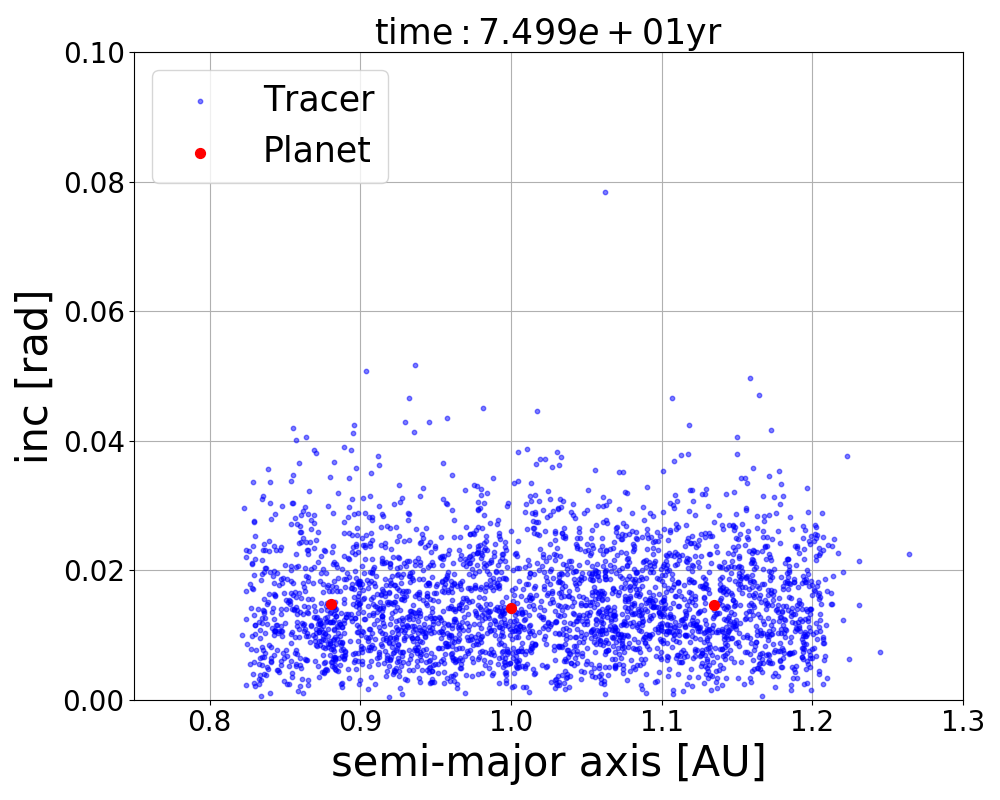 time : 7.499e + 01yr
0.10
0.08
0.06
0.04
0.02
0.00
inc [rad]
Tracer
Planet
0.8 0.9 1.0 1.1 1.2 1.3
semi-major axis [AU]